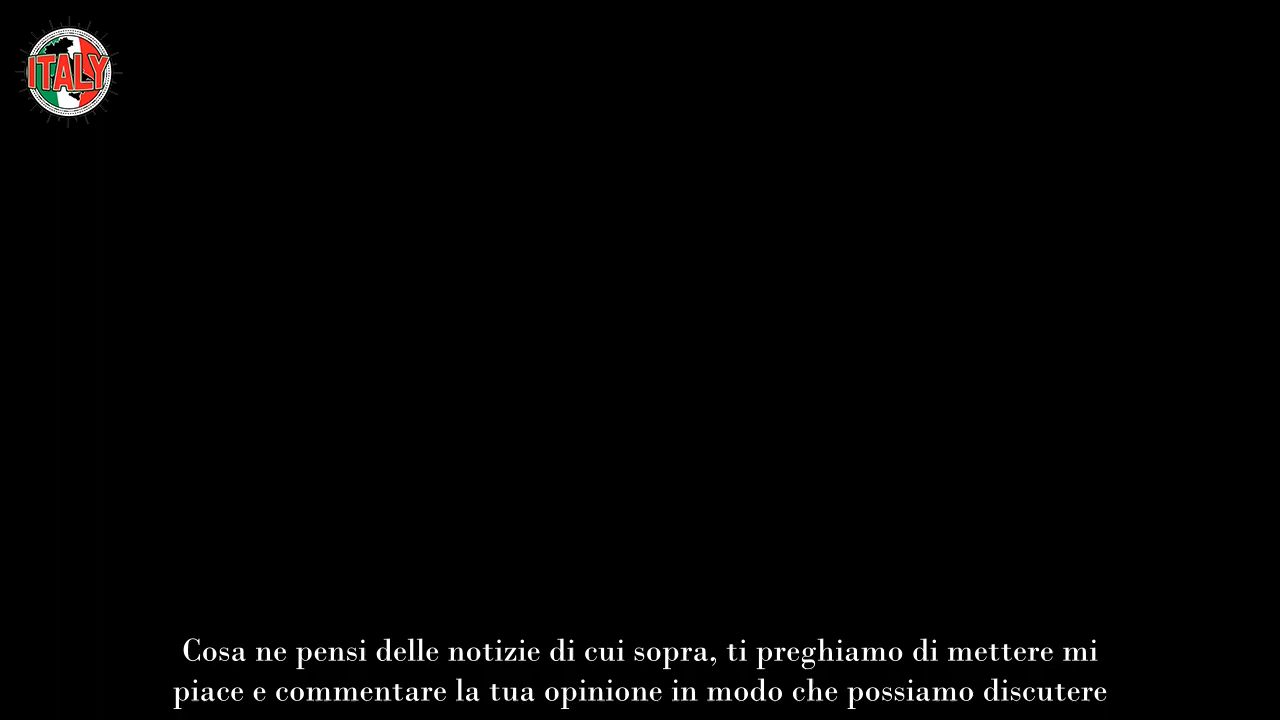 ITALY
Cosa ne pensi delle notizie di cui sopra, ti preghiamo di mettere mi
piace e commentare la tua opinione in modo che possiamo discutere